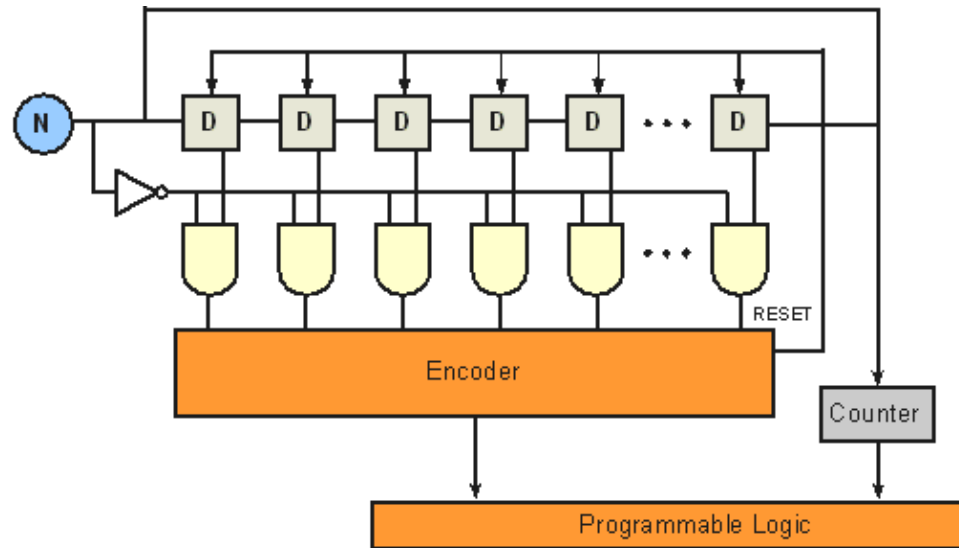 N
D D D D D ••• D
•••
RESET
Encoder
Counter
Programmable Logic